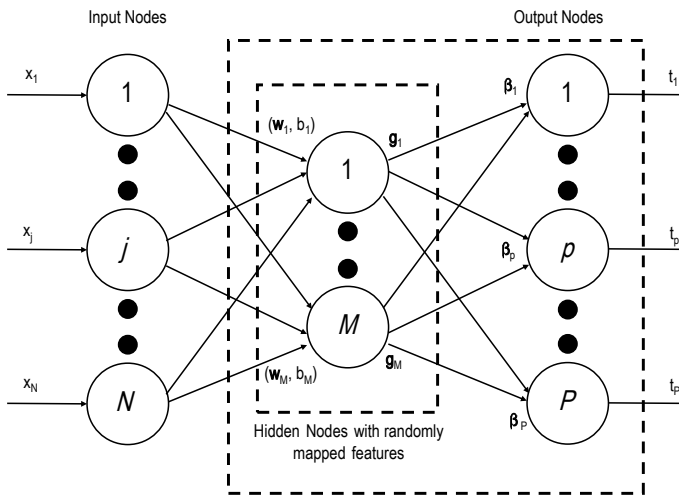 Input Nodes
Output Nodes
x1
1
1
t1
β1
(w1, b1)
g1
1
xj
j
βp
p
tp
M
(wM, bM)
gM
xN
N
βP
P
tP
Hidden Nodes with randomly
mapped features